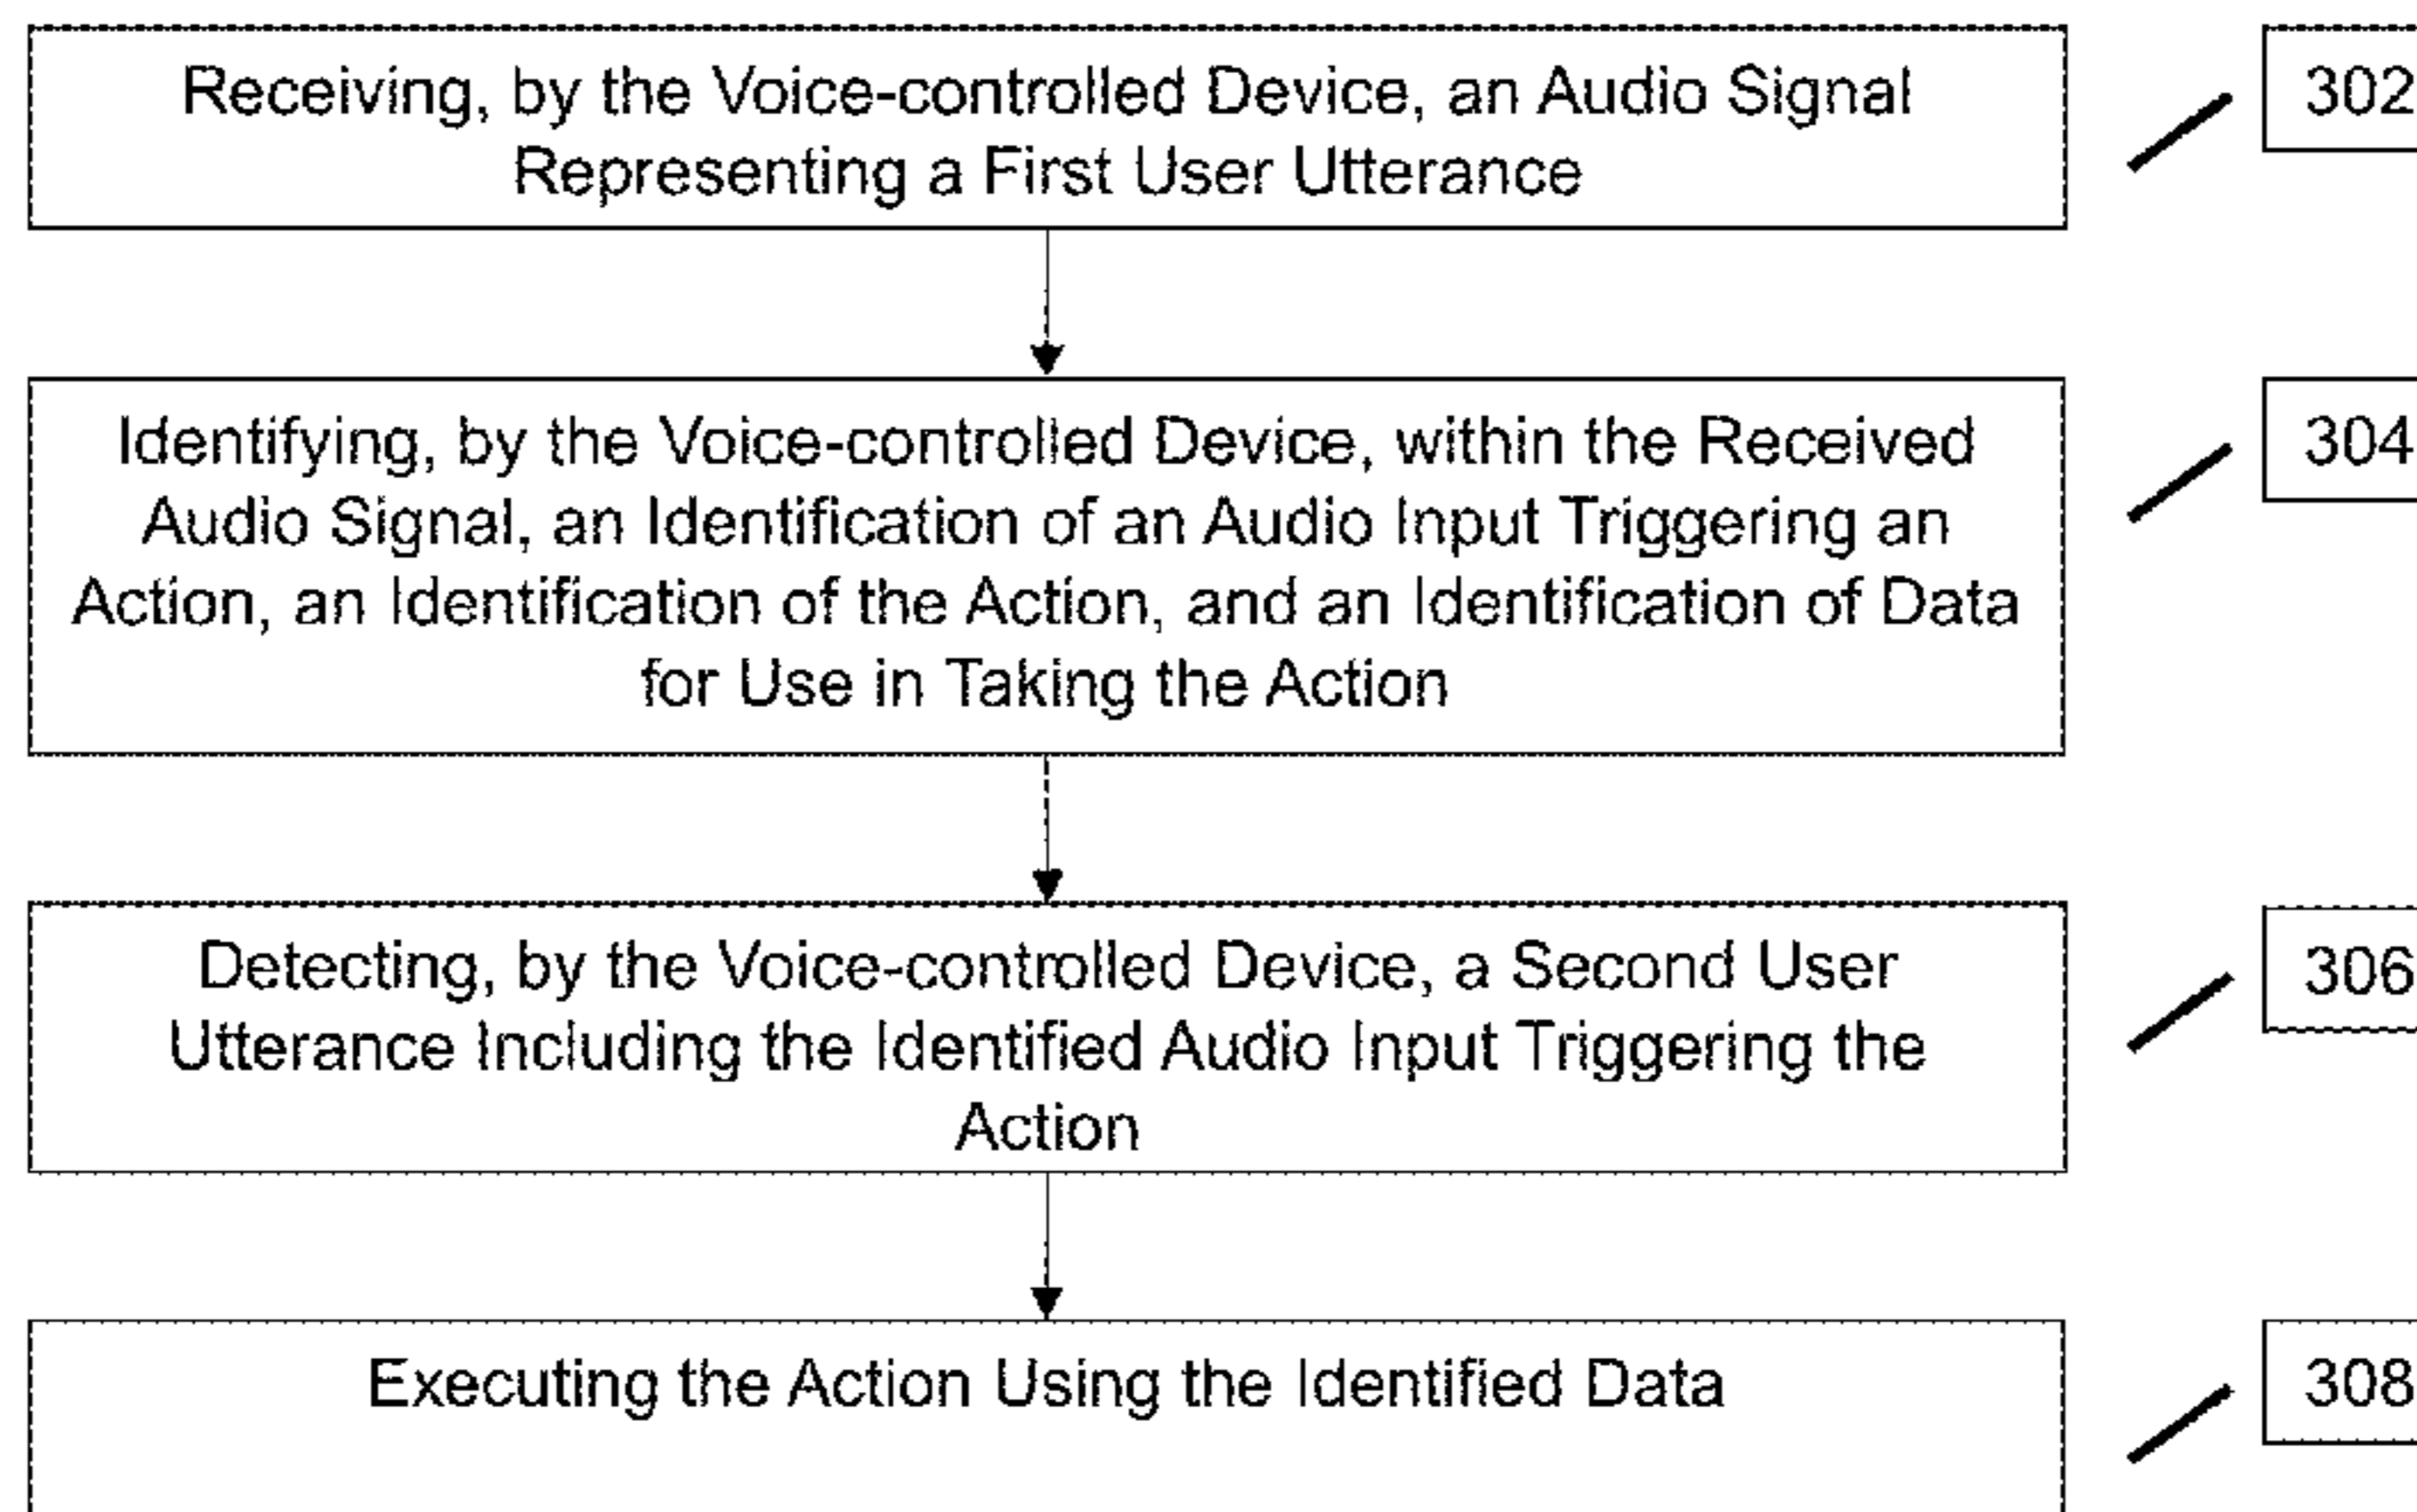 Receiving, by the Voice-controlled Device, an Audio Signal
Representing a First User Utterance
302
Identifying, by the Voice-controlled Device, within the Received
Audio Signal, an Identification of an Audio Input Triggering an
Action, an Identification of the Action, and an Identification of Data
for Use in Taking the Action
304
Detecting, by the Voice-controlled Device, a Second User
Utterance Including the Identified Audio Input Triggering the
Action
306
Executing the Action Using the Identified Data
308